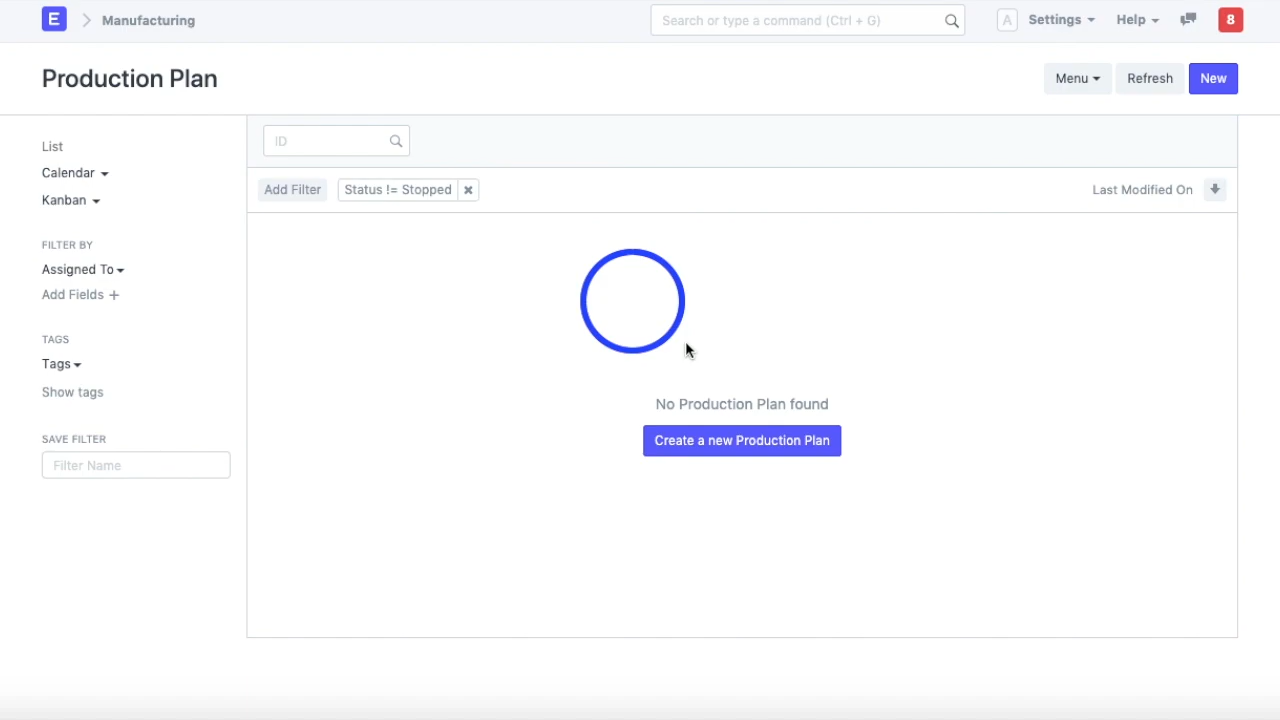 E Manufacturing Search or type a command (Ctrl + G) A Settings Help 8
Production Plan Menu Refresh New
List
Calendar
Kanban
FILTER BY
Assigned To
Add Fields +
TAGS
Tags
Show tags
SAVE FILTER
Filter Name
ID
Add Filter Status != Stopped × Last Modified On
No Production Plan found
Create a new Production Plan